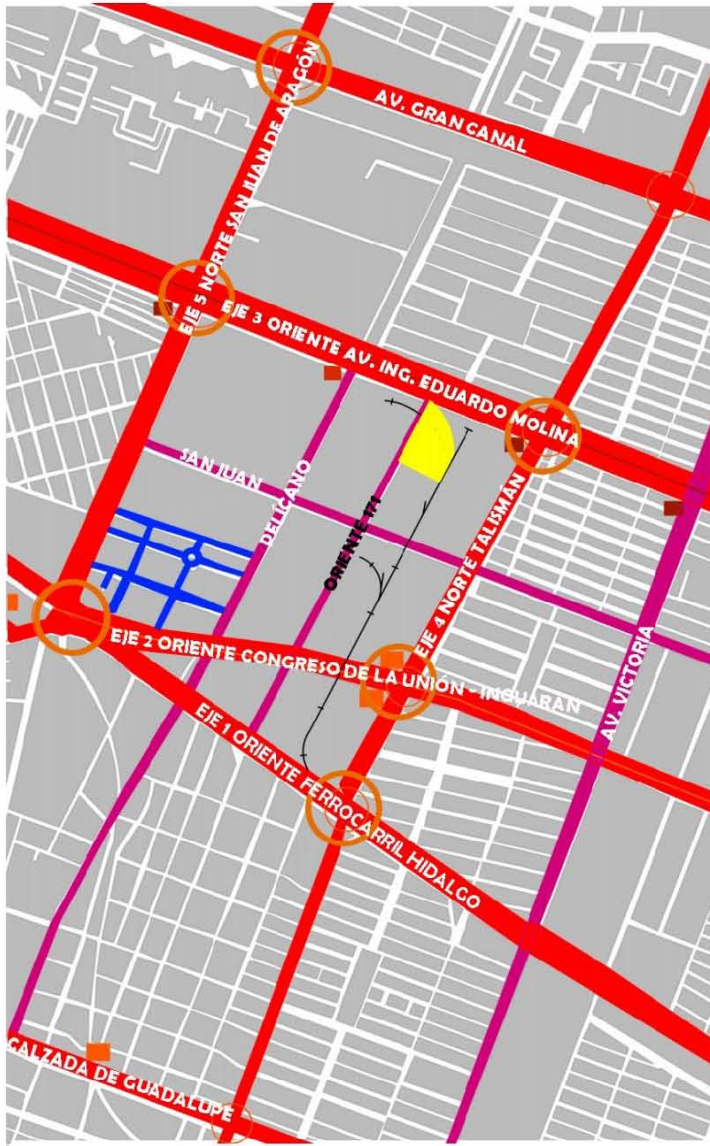 AV. GRAN CANAL
EJE 5 NORTE SAN JUAN DE ARAGÓN
EJE 3 ORIENTE AV. ING. EDUARDO MOLINA
SAN JUAN
PELÍCANO
ORIENTE 171
EJE 4 NORTE TALISMÁN
EJE 2 ORIENTE CONGRESO DE LA UNIÓN - INGUARÁN
AV. VICTORIA
EJE 1 ORIENTE FERROCARRIL HIDALGO
CALZADA DE GUADALUPE